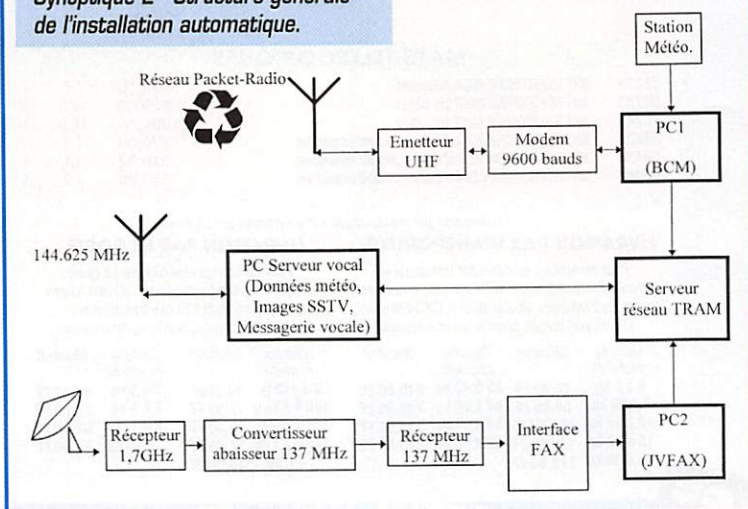 Synoptique 2 - Structure générale
de l'installation automatique.
Station
Météo.
Réseau Packet-Radio
Emetteur
UHF
Modem
9600 bauds
PC1
(BCM)
144.625 MHz
PC Serveur vocal
(Données météo,
Images SSTV,
Messagerie vocale)
Serveur
réseau TRAM
Récepteur
1,7GHz
Convertisseur
abaisseur 137 MHz
Récepteur
137 MHz
Interface
FAX
PC2
(JVFAX)